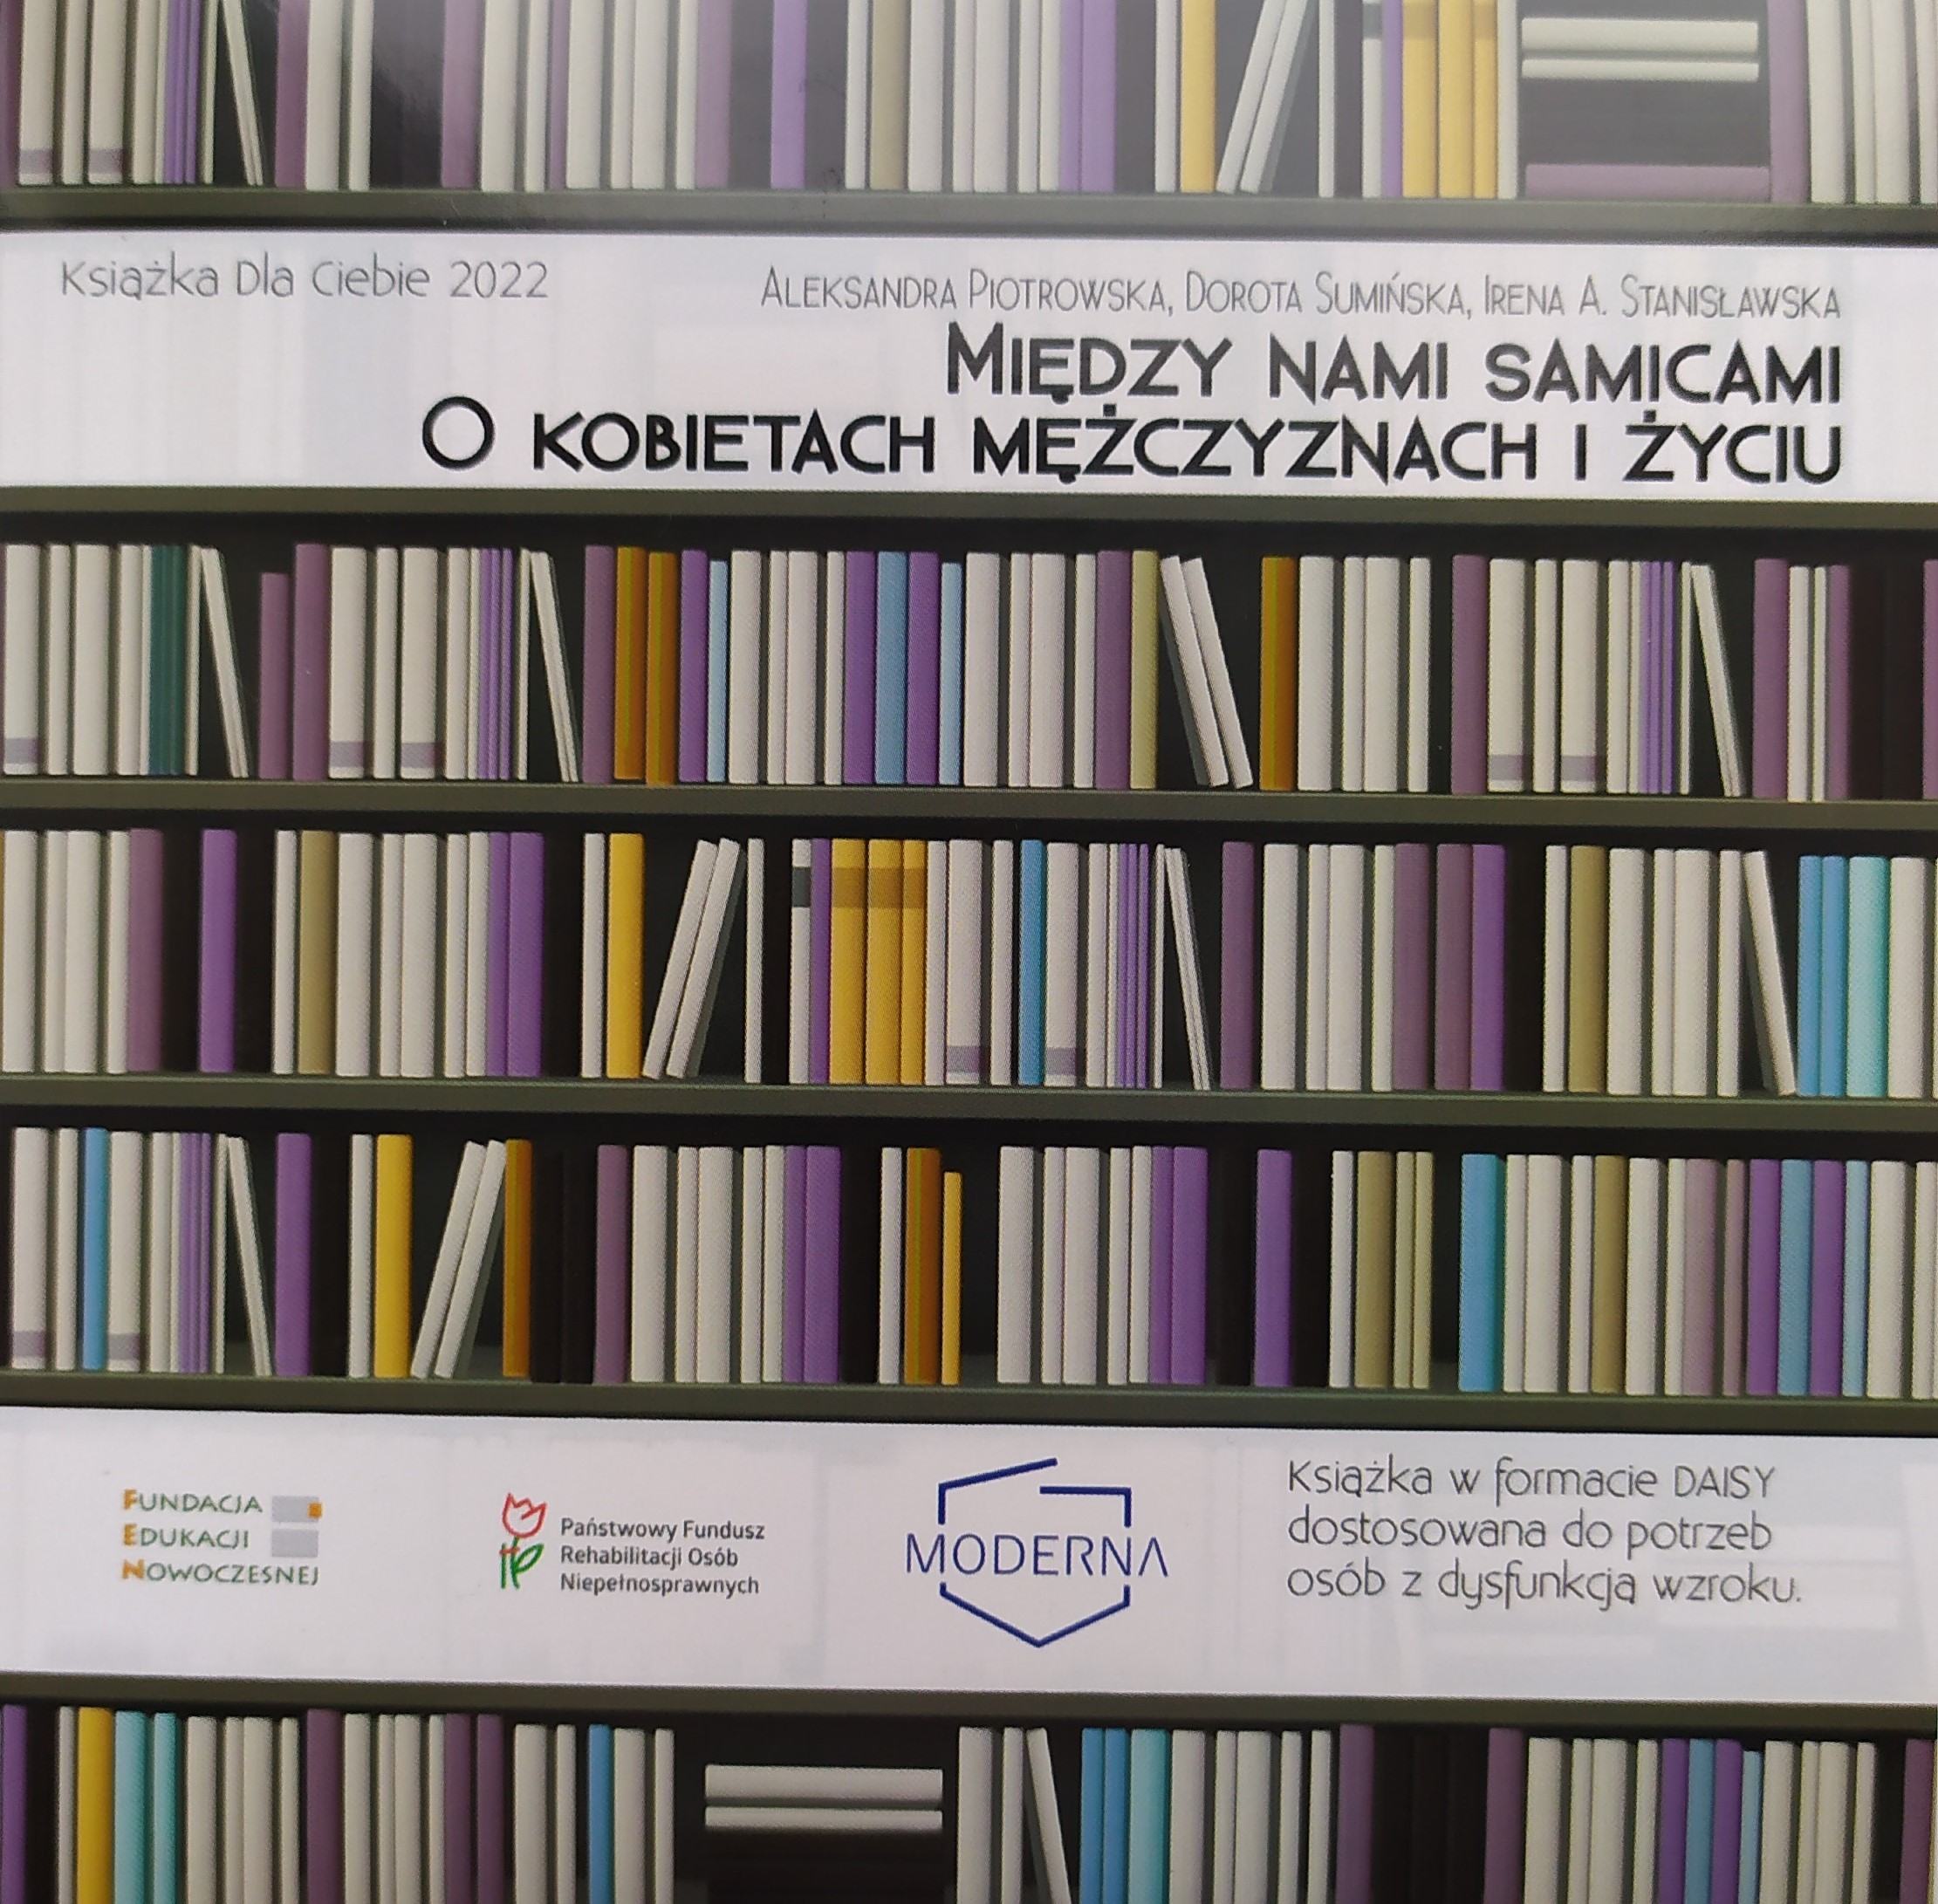 Książka Dla Ciebie 2022
Aleksandra Piotrowska, Dorota Sumińska, Irena A. Stanisławska
Między nami samicami
O kobietach mężczyznach i życiu
Fundacja
Edukacji
Nowoczesnej
Państwowy Fundusz
Rehabilitacji Osób
Niepełnosprawnych
MODERNA
Książka w formacie DAISY
dostosowana do potrzeb
osób z dysfunkcją wzroku.